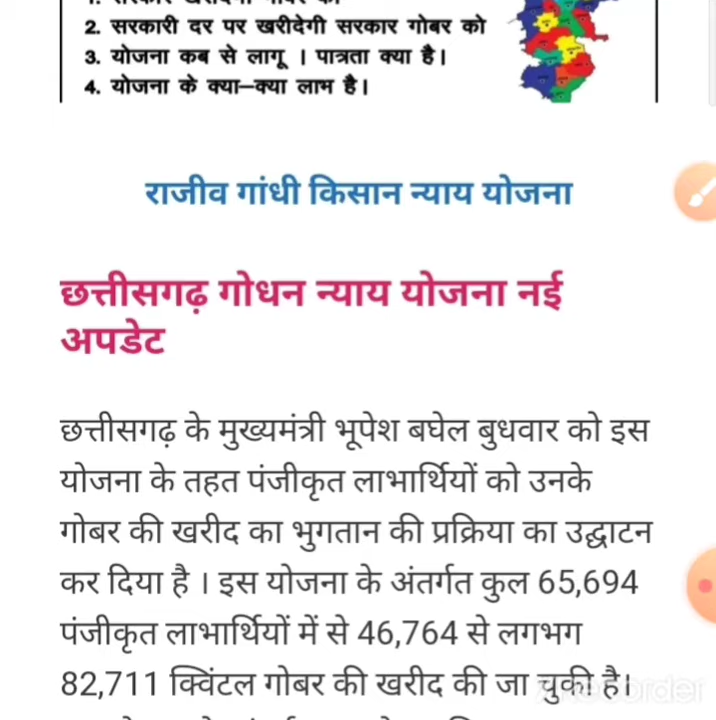 2. सरकारी दर पर खरीदेगी सरकार गोबर को
3. योजना कब से लागू । पात्रता क्या है।
4. योजना के क्या–क्या लाभ है।
राजीव गांधी किसान न्याय योजना
छत्तीसगढ़ गोधन न्याय योजना नई
अपडेट
छत्तीसगढ़ के मुख्यमंत्री भूपेश बघेल बुधवार को इस
योजना के तहत पंजीकृत लाभार्थियों को उनके
गोबर की खरीद का भुगतान की प्रक्रिया का उद्घाटन
कर दिया है । इस योजना के अंतर्गत कुल 65,694
पंजीकृत लाभार्थियों में से 46,764 से लगभग
82,711 क्विंटल गोबर की खरीद की जा चुकी है।